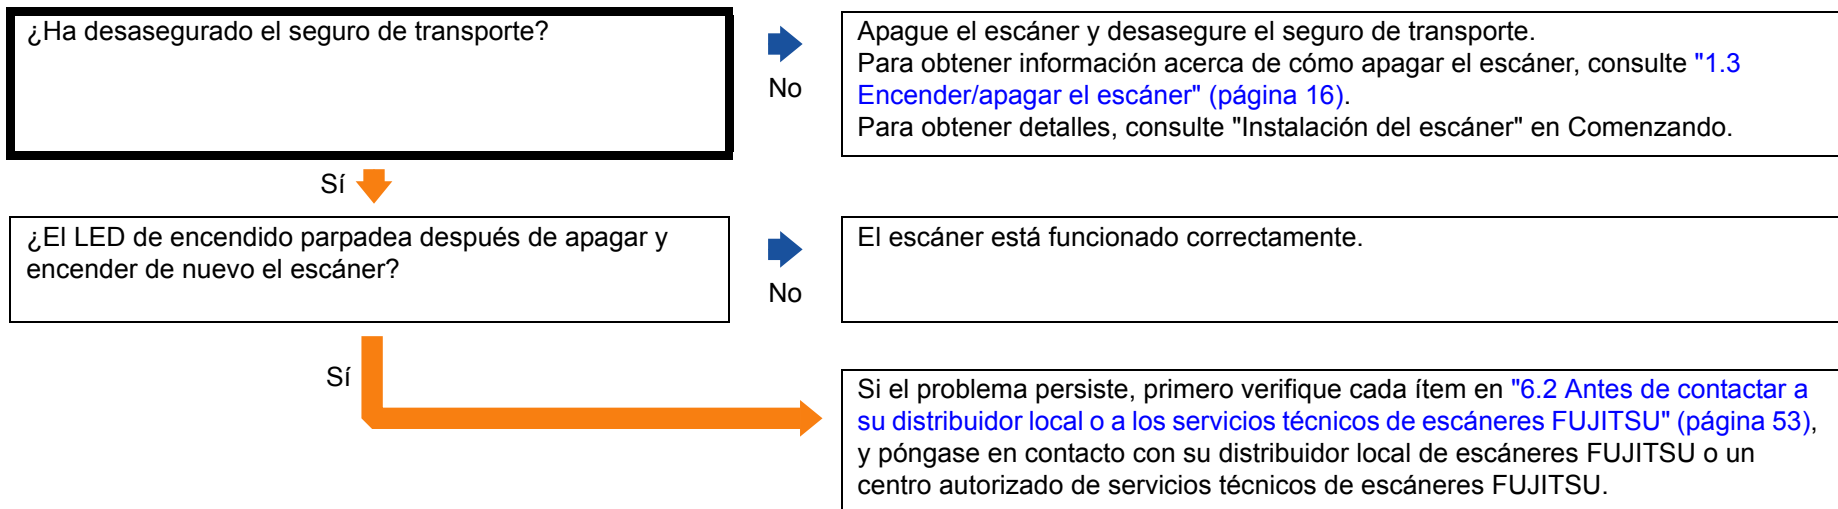 ¿Ha desasegurado el seguro de transporte?
No
Apague el escáner y desasegure el seguro de transporte.
Para obtener información acerca de cómo apagar el escáner, consulte "1.3
Encender/apagar el escáner" (página 16).
Para obtener detalles, consulte "Instalación del escáner" en Comenzando.
Sí
¿El LED de encendido parpadea después de apagar y
encender de nuevo el escáner?
No
El escáner está funcionado correctamente.
Sí
Si el problema persiste, primero verifique cada ítem en "6.2 Antes de contactar a
su distribuidor local o a los servicios técnicos de escáneres FUJITSU" (página 53),
y póngase en contacto con su distribuidor local de escáneres FUJITSU o un
centro autorizado de servicios técnicos de escáneres FUJITSU.